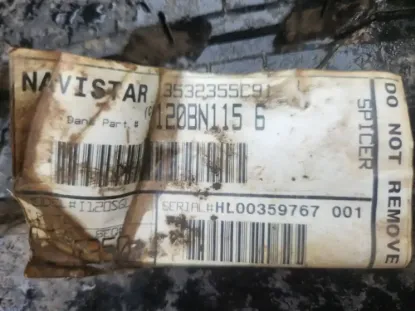 NAVISTAR 3532355C91
Dana Part # 120BN115 6
SPICER
DO NOT REMOVE
SERIAL#HL00359767 001